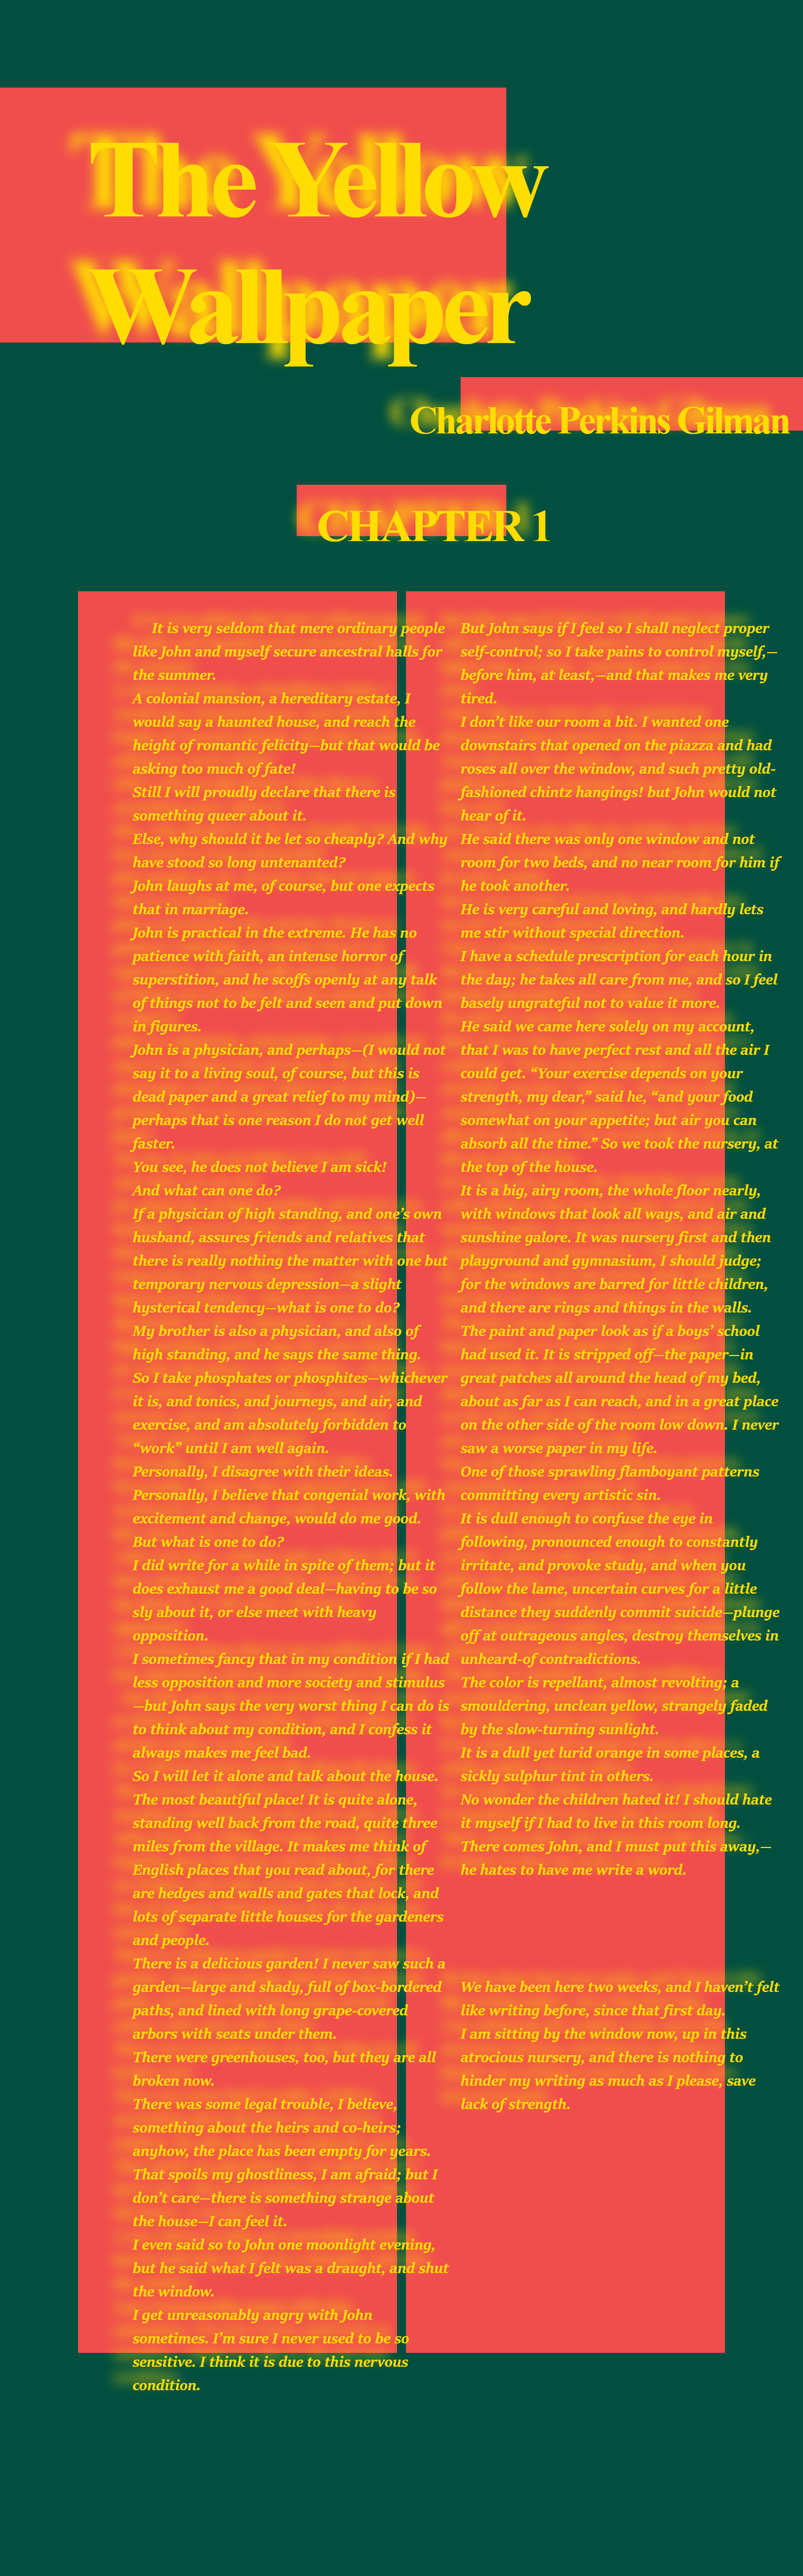 The Yellow
Wallpaper
Charlotte Perkins Gilman
CHAPTER 1
It is very seldom that mere ordinary people
like John and myself secure ancestral halls for
the summer.
A colonial mansion, a hereditary estate, I
would say a haunted house, and reach the
height of romantic felicity—but that would be
asking too much of fate!
Still I will proudly declare that there is
something queer about it.
Else, why should it be let so cheaply? And why
have stood so long untenanted?
John laughs at me, of course, but one expects
that in marriage.
John is practical in the extreme. He has no
patience with faith, an intense horror of
superstition, and he scoffs openly at any talk
of things not to be felt and seen and put down
in figures.
John is a physician, and perhaps—(I would not
say it to a living soul, of course, but this is
dead paper and a great relief to my mind)—
perhaps that is one reason I do not get well
faster.
You see, he does not believe I am sick!
And what can one do?
If a physician of high standing, and one’s own
husband, assures friends and relatives that
there is really nothing the matter with one but
temporary nervous depression—a slight
hysterical tendency—what is one to do?
My brother is also a physician, and also of
high standing, and he says the same thing.
So I take phosphates or phosphites—whichever
it is, and tonics, and journeys, and air, and
exercise, and am absolutely forbidden to
“work” until I am well again.
Personally, I disagree with their ideas.
Personally, I believe that congenial work, with
excitement and change, would do me good.
But what is one to do?
I did write for a while in spite of them; but it
does exhaust me a good deal—having to be so
sly about it, or else meet with heavy
opposition.
I sometimes fancy that in my condition if I had
less opposition and more society and stimulus
—but John says the very worst thing I can do is
to think about my condition, and I confess it
always makes me feel bad.
So I will let it alone and talk about the house.
The most beautiful place! It is quite alone,
standing well back from the road, quite three
miles from the village. It makes me think of
English places that you read about, for there
are hedges and walls and gates that lock, and
lots of separate little houses for the gardeners
and people.
There is a delicious garden! I never saw such a
garden—large and shady, full of box-bordered
paths, and lined with long grape-covered
arbors with seats under them.
There were greenhouses, too, but they are all
broken now.
There was some legal trouble, I believe,
something about the heirs and co-heirs;
anyhow, the place has been empty for years.
That spoils my ghostliness, I am afraid; but I
don’t care—there is something strange about
the house—I can feel it.
I even said so to John one moonlight evening,
but he said what I felt was a draught, and shut
the window.
I get unreasonably angry with John
sometimes. I’m sure I never used to be so
sensitive. I think it is due to this nervous
condition.
But John says if I feel so I shall neglect proper
self-control; so I take pains to control myself,—
before him, at least,—and that makes me very
tired.
I don’t like our room a bit. I wanted one
downstairs that opened on the piazza and had
roses all over the window, and such pretty old-
fashioned chintz hangings! but John would not
hear of it.
He said there was only one window and not
room for two beds, and no near room for him if
he took another.
He is very careful and loving, and hardly lets
me stir without special direction.
I have a schedule prescription for each hour in
the day; he takes all care from me, and so I feel
basely ungrateful not to value it more.
He said we came here solely on my account,
that I was to have perfect rest and all the air I
could get. “Your exercise depends on your
strength, my dear,” said he, “and your food
somewhat on your appetite; but air you can
absorb all the time.” So we took the nursery, at
the top of the house.
It is a big, airy room, the whole floor nearly,
with windows that look all ways, and air and
sunshine galore. It was nursery first and then
playground and gymnasium, I should judge;
for the windows are barred for little children,
and there are rings and things in the walls.
The paint and paper look as if a boys’ school
had used it. It is stripped off—the paper—in
great patches all around the head of my bed,
about as far as I can reach, and in a great place
on the other side of the room low down. I never
saw a worse paper in my life.
One of those sprawling flamboyant patterns
committing every artistic sin.
It is dull enough to confuse the eye in
following, pronounced enough to constantly
irritate, and provoke study, and when you
follow the lame, uncertain curves for a little
distance they suddenly commit suicide—plunge
off at outrageous angles, destroy themselves in
unheard-of contradictions.
The color is repellant, almost revolting; a
smouldering, unclean yellow, strangely faded
by the slow-turning sunlight.
It is a dull yet lurid orange in some places, a
sickly sulphur tint in others.
No wonder the children hated it! I should hate
it myself if I had to live in this room long.
There comes John, and I must put this away,—
he hates to have me write a word.
We have been here two weeks, and I haven’t felt
like writing before, since that first day.
I am sitting by the window now, up in this
atrocious nursery, and there is nothing to
hinder my writing as much as I please, save
lack of strength.